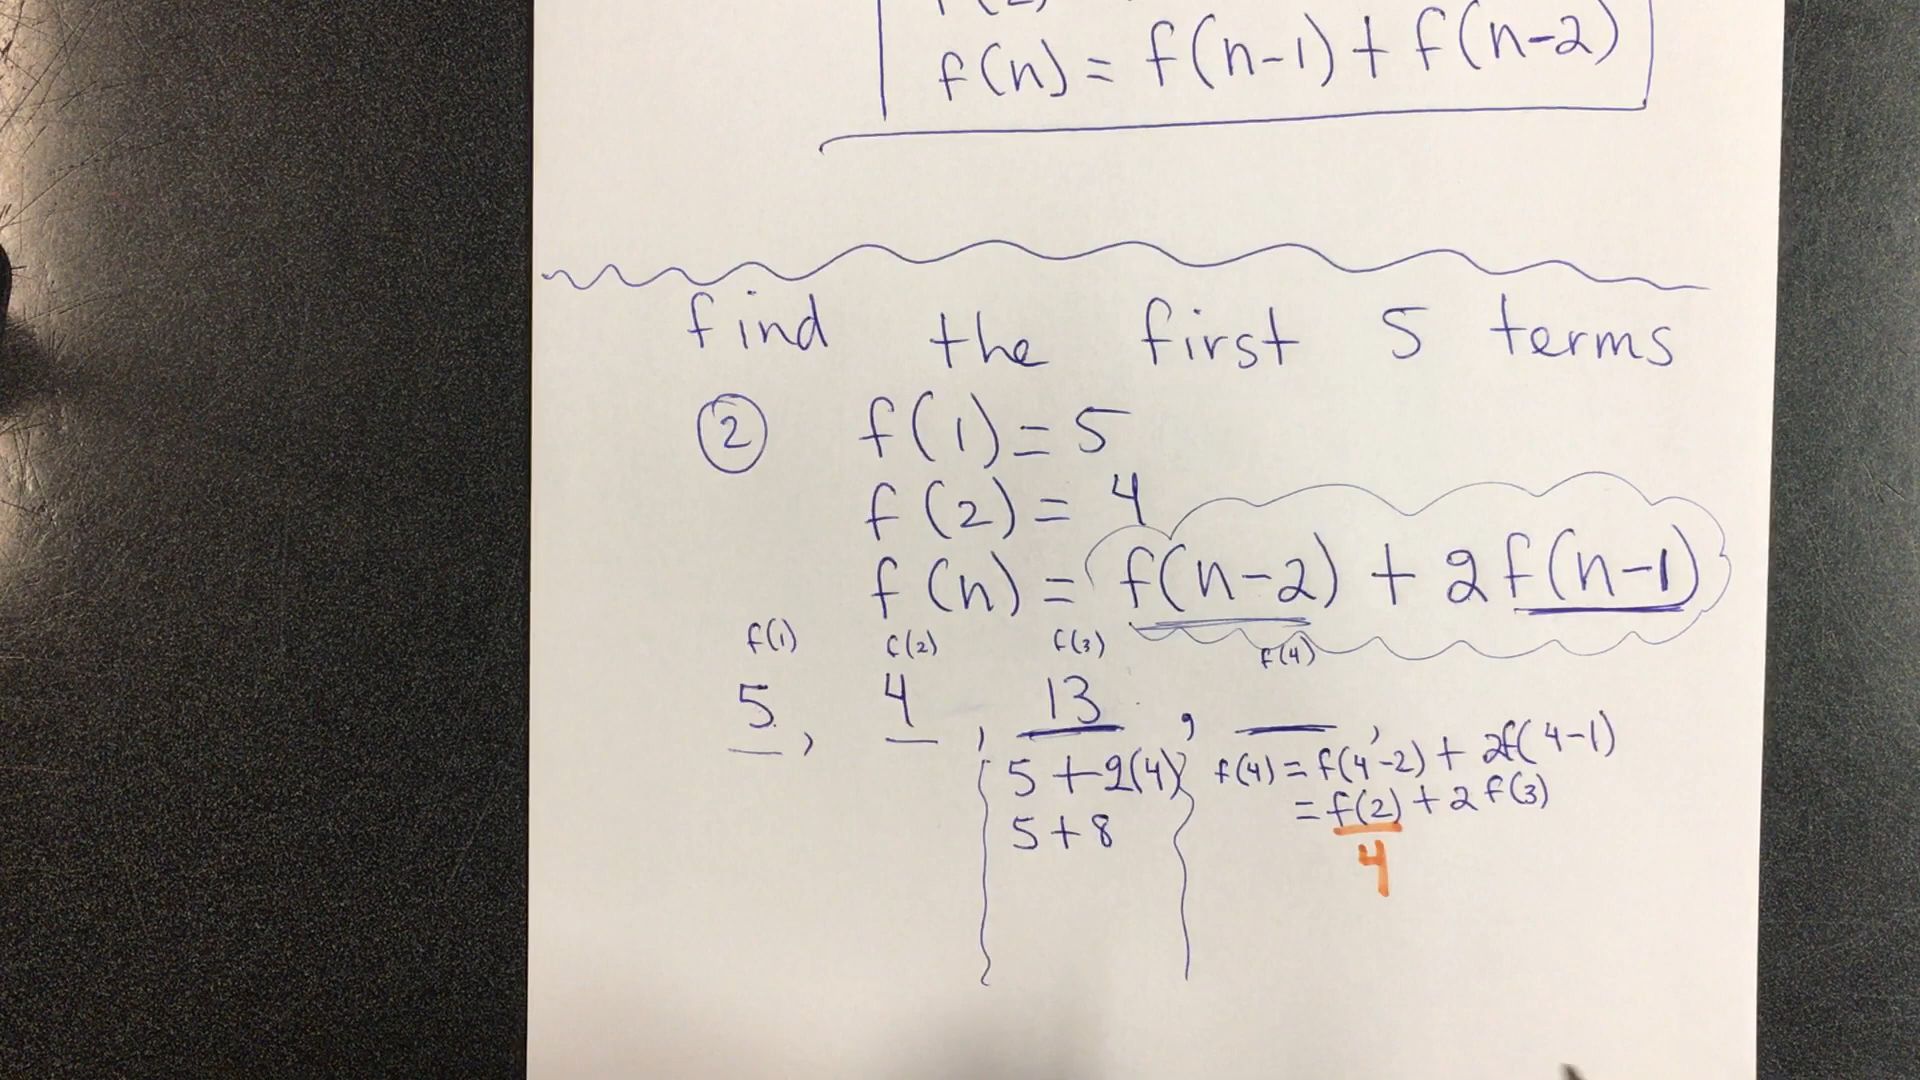 f(n) = f(n-1) + f(n-2)
find the first 5 terms
② f(1) = 5
f(2) = 4
f(n) = f(n-2) + 2f(n-1)
f(1) f(2) f(3) f(4)
5, 4, 13, __,
5 + 2(4) f(4) = f(4-2) + 2f(4-1)
5 + 8 = f(2) + 2f(3)
4